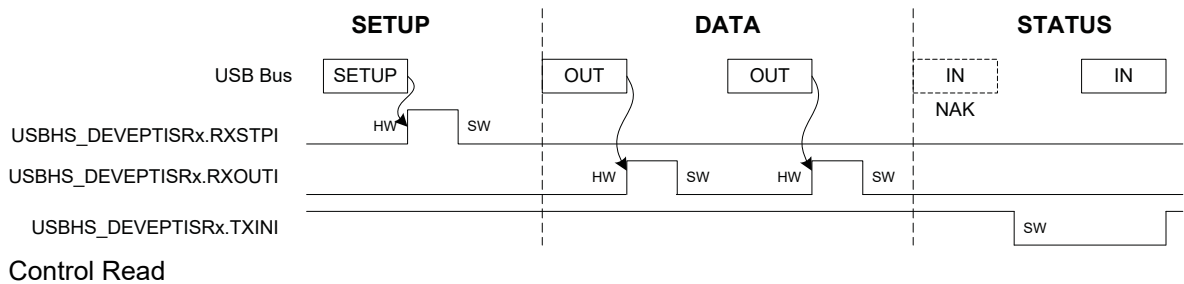 SETUP DATA STATUS
USB Bus SETUP OUT OUT IN IN
NAK
USBHS_DEVEPTISRx.RXSTPI HW SW
USBHS_DEVEPTISRx.RXOUTI HW SW HW SW
USBHS_DEVEPTISRx.TXINI SW
Control Read